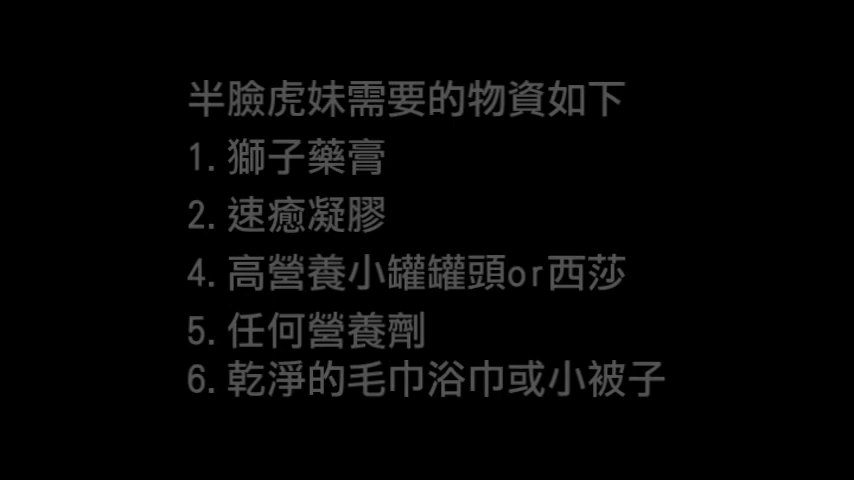 半臉虎妹需要的物資如下
1.獅子藥膏
2.速癒凝膠
4.高營養小罐罐頭or西莎
5.任何營養劑
6.乾淨的毛巾浴巾或小被子